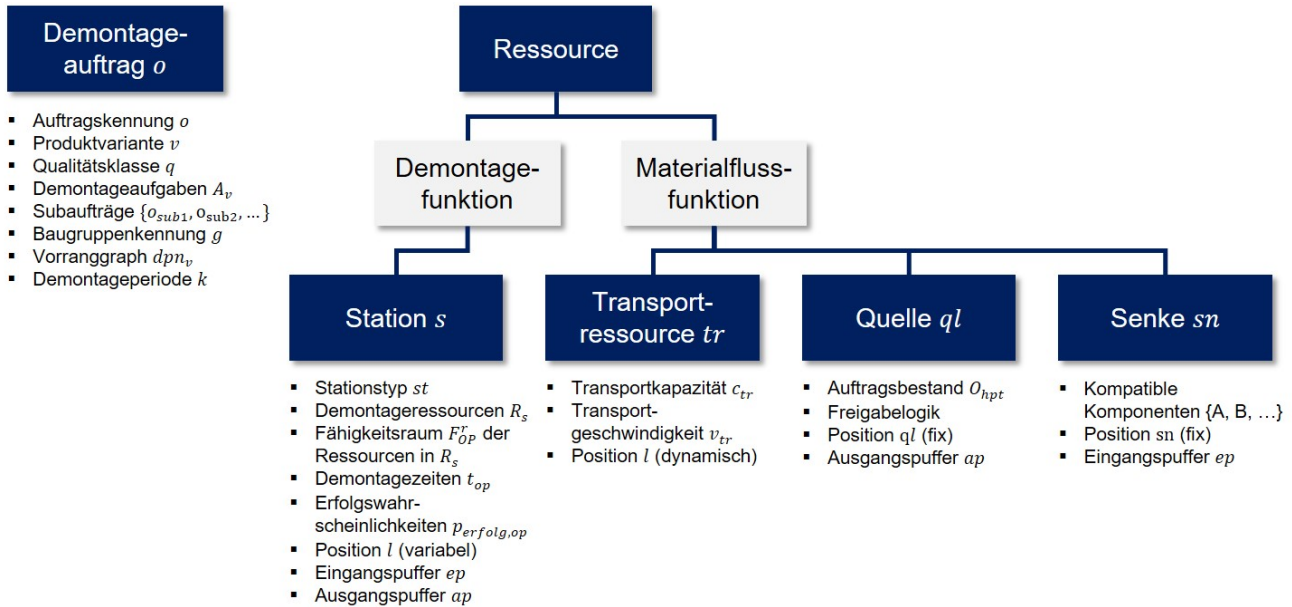 Demontage-
auftrag o
▪ Auftragskennung o
▪ Produktvariante v
▪ Qualitätsklasse q
▪ Demontageaufgaben A_v
▪ Subaufträge {o_sub1, o_sub2, …}
▪ Baugruppenkennung g
▪ Vorranggraph dpn_v
▪ Demontageperiode k
Ressource
Demontage-
funktion
Materialfluss-
funktion
Station s
▪ Stationstyp st
▪ Demontageressourcen R_s
▪ Fähigkeitsraum F_OP^r der
Ressourcen in R_s
▪ Demontagezeiten t_op
▪ Erfolgswahr-
scheinlichkeiten p_erfolg,op
▪ Position l (variabel)
▪ Eingangspuffer ep
▪ Ausgangspuffer ap
Transport-
ressource tr
▪ Transportkapazität c_tr
▪ Transport-
geschwindigkeit v_tr
▪ Position l (dynamisch)
Quelle ql
▪ Auftragsbestand O_hpt
▪ Freigabelogik
▪ Position ql (fix)
▪ Ausgangspuffer ap
Senke sn
▪ Kompatible
Komponenten {A, B, …}
▪ Position sn (fix)
▪ Eingangspuffer ep